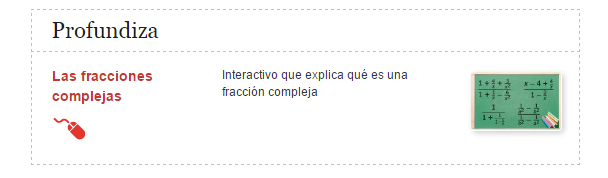 Profundiza
Las fracciones
complejas
Interactivo que explica qué es una
fracción compleja